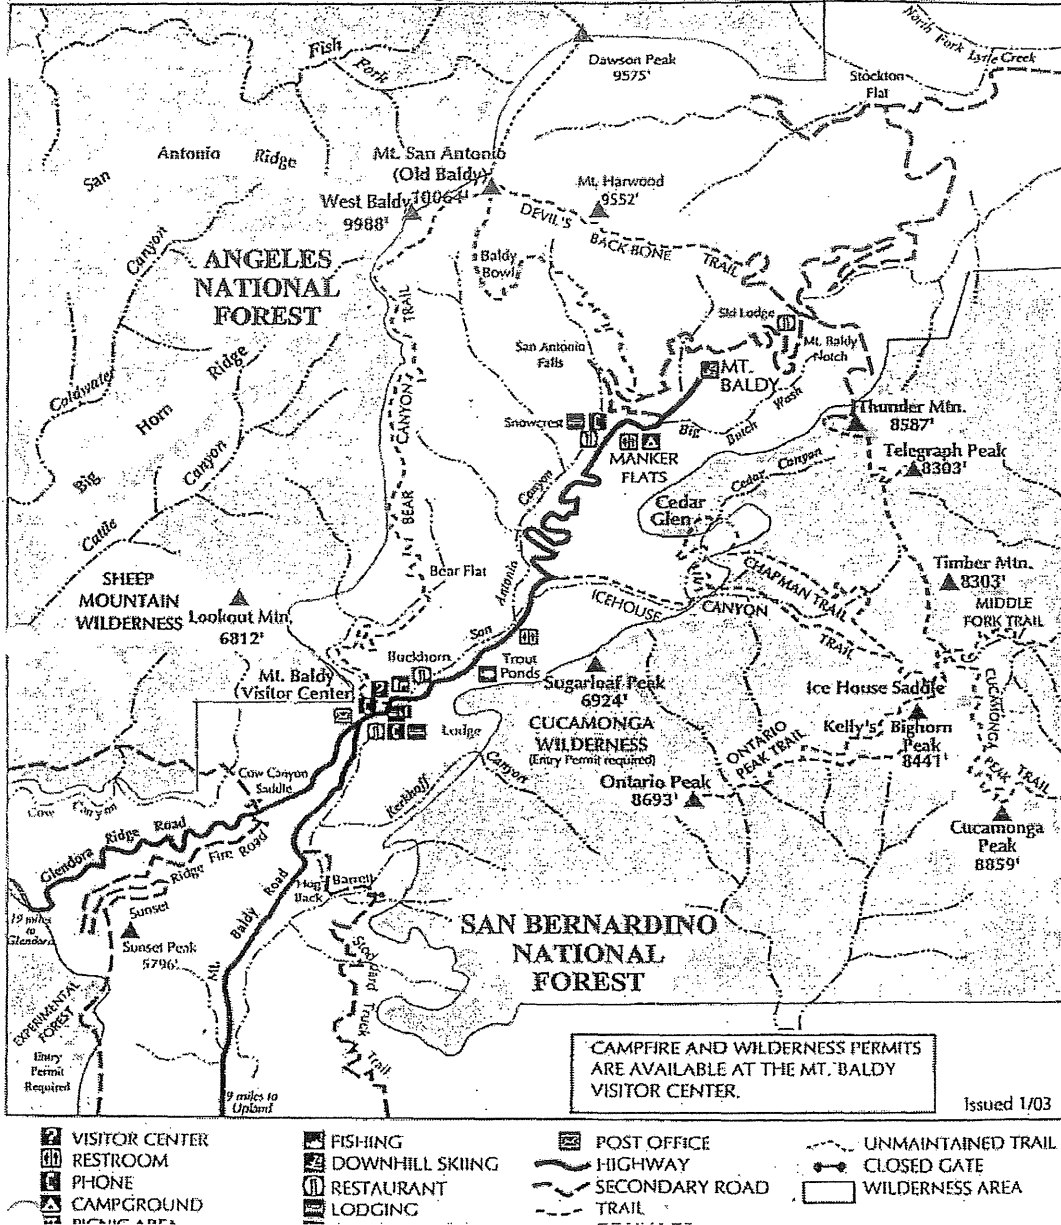 North Fork Lytle Creek
Fish
Fork
Dawson Peak
9575'
Stockton
Flat
San Antonio Ridge
Mt. San Antonio
(Old Baldy)
10064'
West Baldy
9988'
Mt. Harwood
9552'
DEVIL'S
BACK BONE
TRAIL
Baldy
Bowl
ANGELES
NATIONAL
FOREST
Coldwater Canyon
Big Horn Ridge
Cattle Canyon
BEAR CANYON TRAIL
San Antonio
Falls
Ski Lodge
Mt. Baldy
Notch
MT.
BALDY
Snowcrest
Big Butch Wash
MANKER
FLATS
Thunder Mtn.
8587'
Telegraph Peak
8303'
Cedar Canyon
Cedar
Glen
San Antonio Canyon
Bear Flat
Timber Mtn.
8303'
CHAPMAN TRAIL
ICEHOUSE CANYON TRAIL
MIDDLE
FORK TRAIL
SHEEP
MOUNTAIN
WILDERNESS
Lookout Mtn.
6812'
Buckhorn
Trout
Ponds
Mt. Baldy
Visitor Center
Lodge
Sugarloaf Peak
6924'
CUCAMONGA
WILDERNESS
(Entry Permit required)
Ice House Saddle
Kelly's
Bighorn
Peak
8441'
CUCAMONGA PEAK TRAIL
ONTARIO
PEAK TRAIL
Ontario Peak
8693'
Cucamonga
Peak
8859'
Cow Canyon
Saddle
Cow Canyon
Kerkhoff Canyon
Glendora Ridge Road
Sunset Ridge Fire Road
Hog
Back
Barrett
Stoddard Truck Trail
19 miles
to
Glendora
Sunset Peak
5796'
Mt. Baldy Road
SAN BERNARDINO
NATIONAL
FOREST
EXPERIMENTAL
FOREST
Entry
Permit
Required
9 miles to
Upland
CAMPFIRE AND WILDERNESS PERMITS
ARE AVAILABLE AT THE MT. BALDY
VISITOR CENTER.
Issued 1/03
? VISITOR CENTER
RESTROOM
PHONE
CAMPGROUND
PICNIC AREA
FISHING
DOWNHILL SKIING
RESTAURANT
LODGING
POST OFFICE
HIGHWAY
SECONDARY ROAD
TRAIL
UNMAINTAINED TRAIL
CLOSED GATE
WILDERNESS AREA